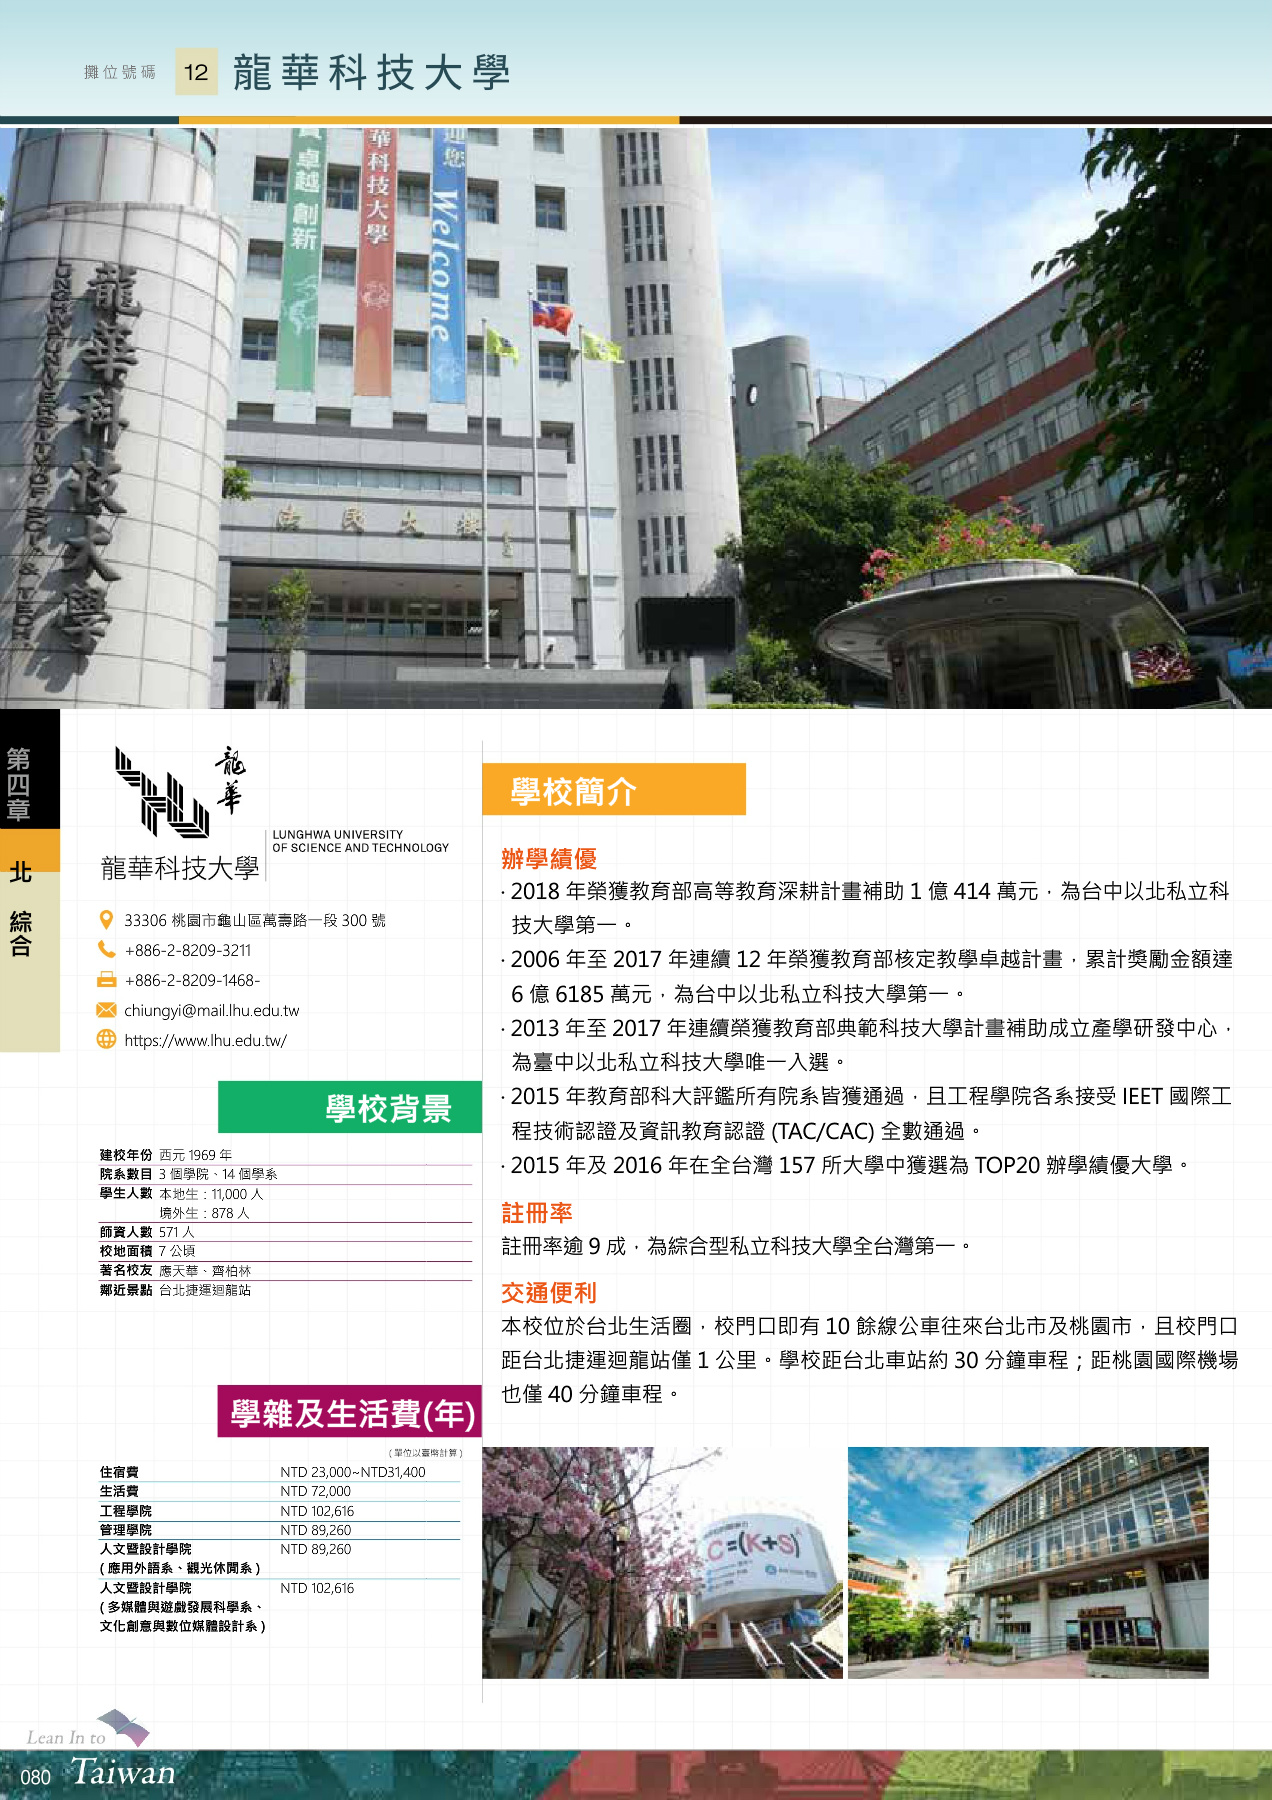 攤位號碼 12 龍華科技大學
卓越 創新
華科技大學
迎您 Welcome
龍華科技大學
第四章
北
綜合
龍華
龍華科技大學
LUNGHWA UNIVERSITY
OF SCIENCE AND TECHNOLOGY
33306 桃園市龜山區萬壽路一段 300 號
+886-2-8209-3211
+886-2-8209-1468-
chiungyi@mail.lhu.edu.tw
https://www.lhu.edu.tw/
學校背景
建校年份 西元 1969 年
院系數目 3 個學院、14 個學系
學生人數 本地生:11,000 人
境外生:878 人
師資人數 571 人
校地面積 7 公頃
著名校友 應天華、齊柏林
鄰近景點 台北捷運迴龍站
學雜及生活費(年)
(單位以臺幣計算)
住宿費 NTD 23,000~NTD31,400
生活費 NTD 72,000
工程學院 NTD 102,616
管理學院 NTD 89,260
人文暨設計學院 NTD 89,260
(應用外語系、觀光休閒系)
人文暨設計學院 NTD 102,616
(多媒體與遊戲發展科學系、
文化創意與數位媒體設計系)
學校簡介
辦學績優
· 2018 年榮獲教育部高等教育深耕計畫補助 1 億 414 萬元,為台中以北私立科
技大學第一。
· 2006 年至 2017 年連續 12 年榮獲教育部核定教學卓越計畫,累計獎勵金額達
6 億 6185 萬元,為台中以北私立科技大學第一。
· 2013 年至 2017 年連續榮獲教育部典範科技大學計畫補助成立產學研發中心,
為臺中以北私立科技大學唯一入選。
· 2015 年教育部科大評鑑所有院系皆獲通過,且工程學院各系接受 IEET 國際工
程技術認證及資訊教育認證 (TAC/CAC) 全數通過。
· 2015 年及 2016 年在全台灣 157 所大學中獲選為 TOP20 辦學績優大學。
註冊率
註冊率逾 9 成,為綜合型私立科技大學全台灣第一。
交通便利
本校位於台北生活圈,校門口即有 10 餘線公車往來台北市及桃園市,且校門口
距台北捷運迴龍站僅 1 公里。學校距台北車站約 30 分鐘車程;距桃園國際機場
也僅 40 分鐘車程。
C=(K+S)
Lean In to
080 Taiwan